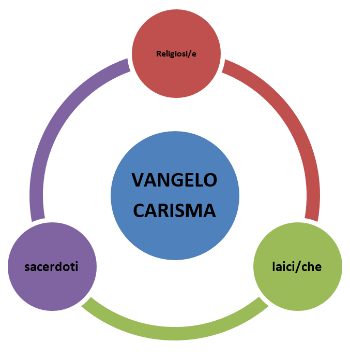 Religiosi/e
VANGELO
CARISMA
sacerdoti
laici/che